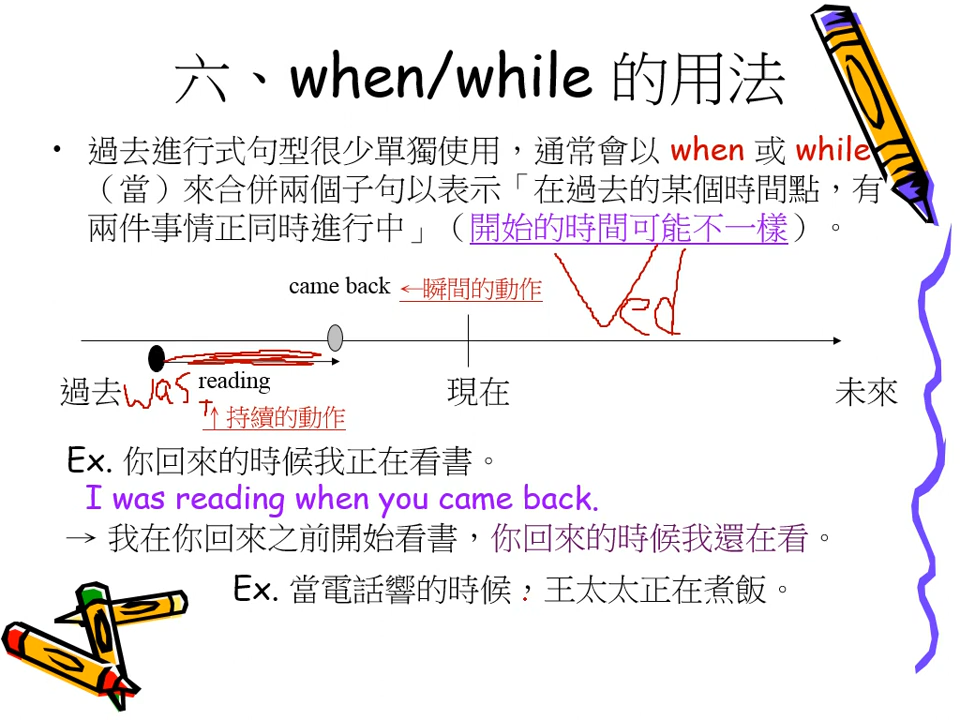 六、when/while 的用法
• 過去進行式句型很少單獨使用，通常會以 when 或 while
（當）來合併兩個子句以表示「在過去的某個時間點，有
兩件事情正同時進行中」（開始的時間可能不一樣）。
came back ←瞬間的動作
Ved
過去 was reading 現在 未來
↑持續的動作
Ex. 你回來的時候我正在看書。
I was reading when you came back.
→ 我在你回來之前開始看書，你回來的時候我還在看。
Ex. 當電話響的時候，王太太正在煮飯。